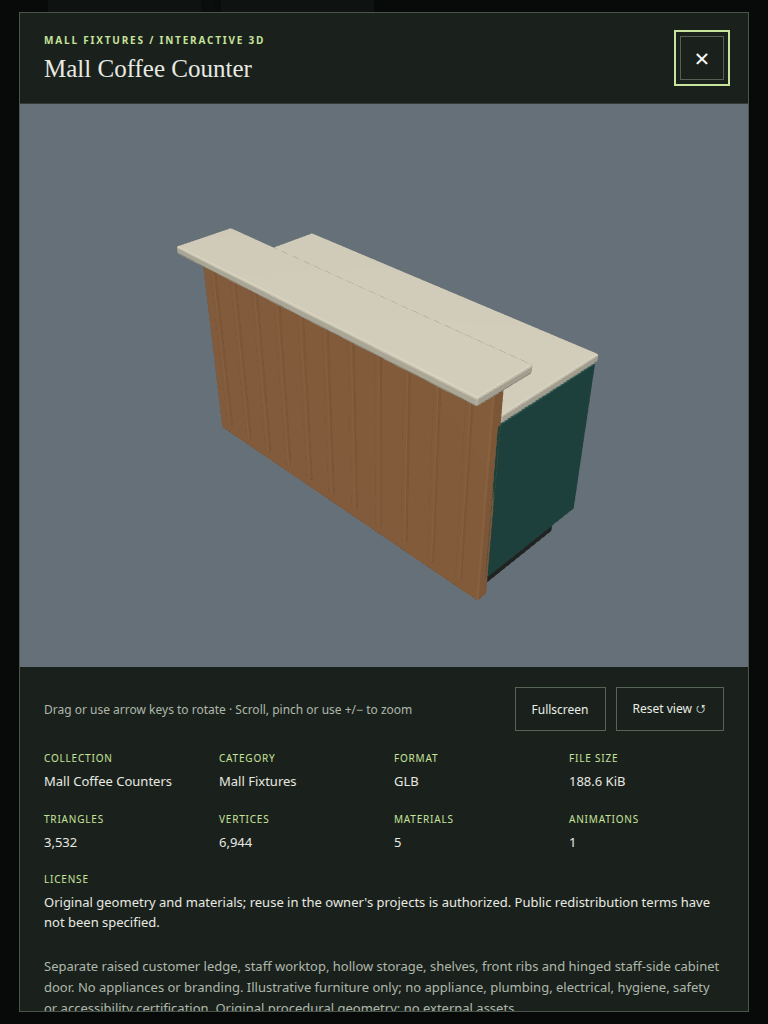 MALL FIXTURES / INTERACTIVE 3D
Mall Coffee Counter
✕
Drag or use arrow keys to rotate · Scroll, pinch or use +/− to zoom
Fullscreen
Reset view ↺
COLLECTION
Mall Coffee Counters
CATEGORY
Mall Fixtures
FORMAT
GLB
FILE SIZE
188.6 KiB
TRIANGLES
3,532
VERTICES
6,944
MATERIALS
5
ANIMATIONS
1
LICENSE
Original geometry and materials; reuse in the owner's projects is authorized. Public redistribution terms have
not been specified.
Separate raised customer ledge, staff worktop, hollow storage, shelves, front ribs and hinged staff-side cabinet
door. No appliances or branding. Illustrative furniture only; no appliance, plumbing, electrical, hygiene, safety
or accessibility certification. Original procedural geometry; no external assets.